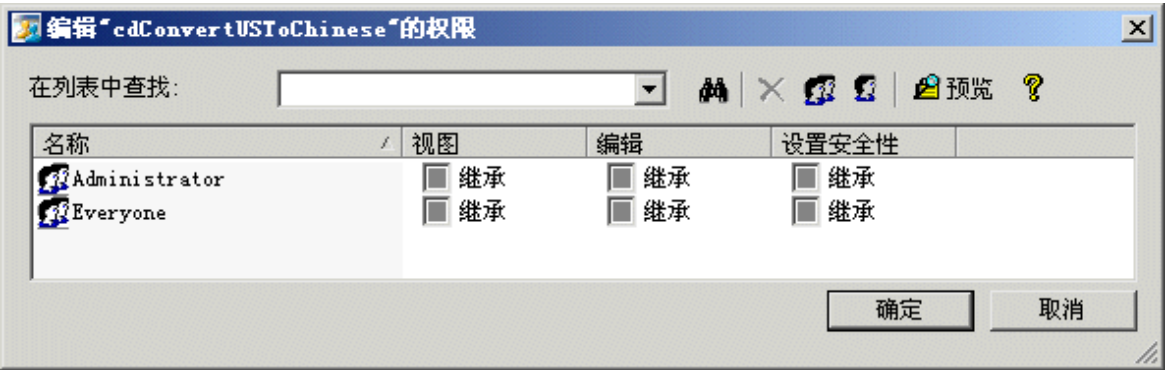 编辑“cdConvertUSToChinese”的权限
在列表中查找: 预览
名称 视图 编辑 设置安全性
Administrator 继承 继承 继承
Everyone 继承 继承 继承
确定 取消